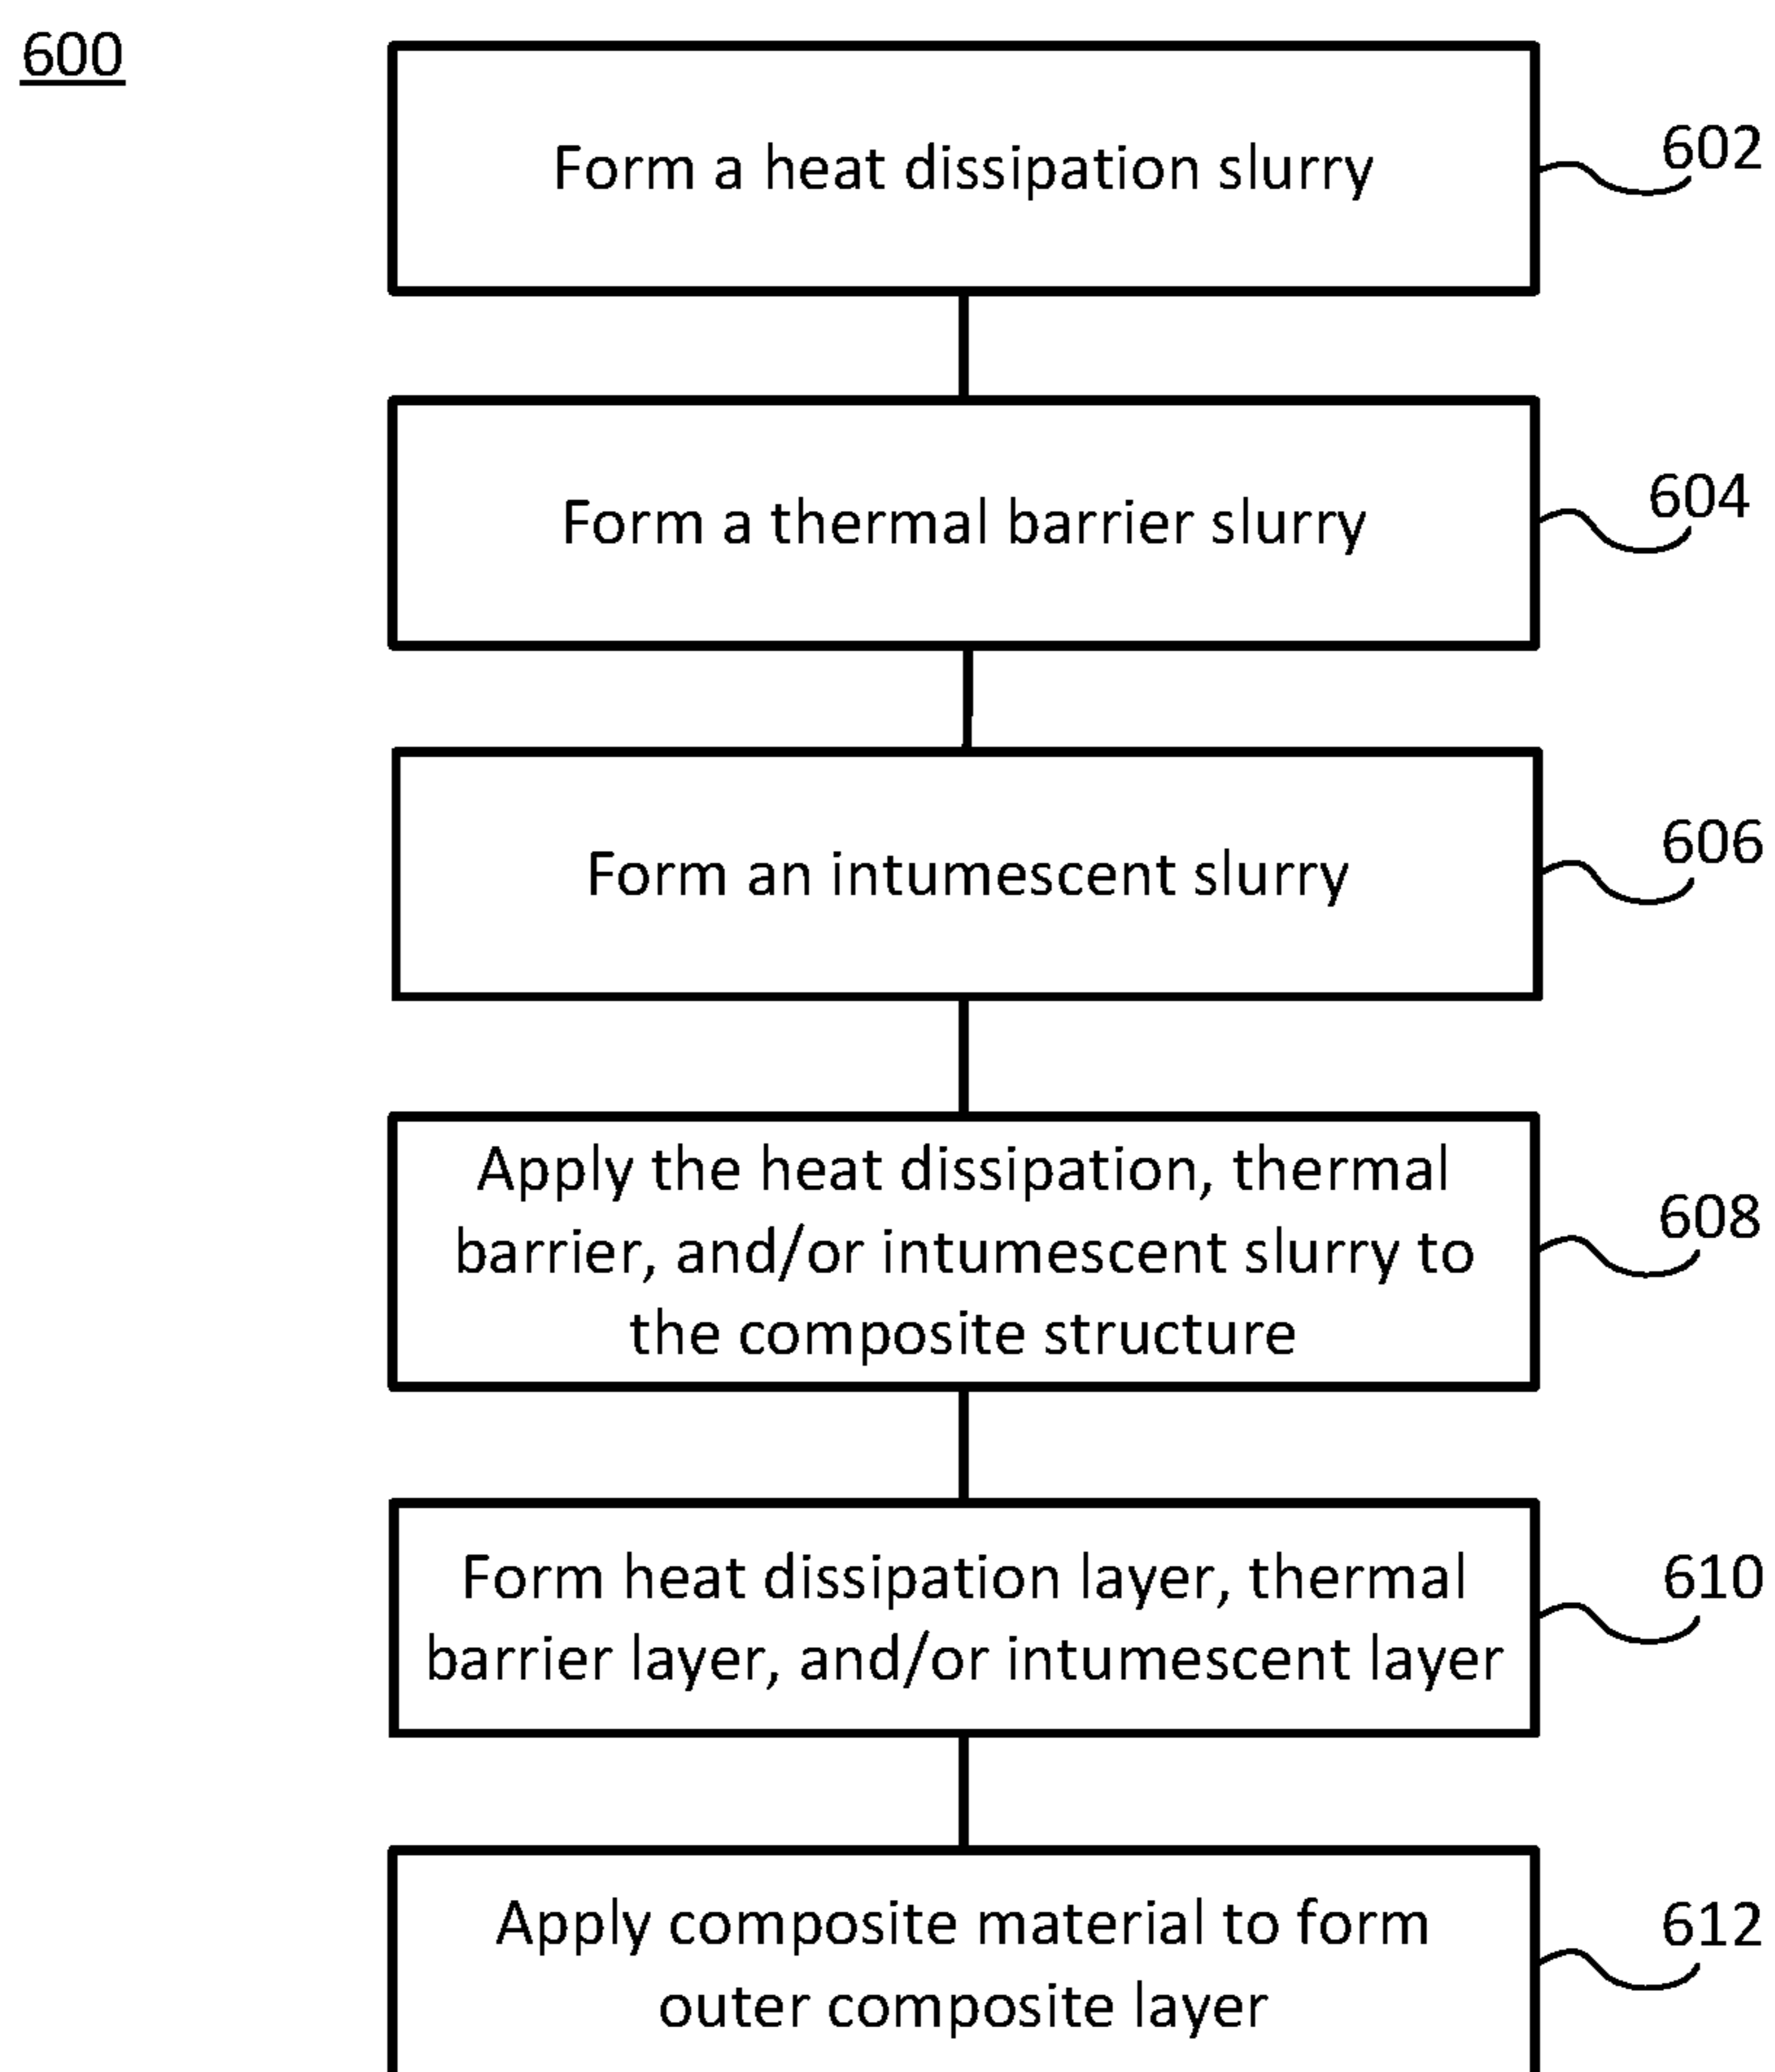 600
Form a heat dissipation slurry
602
Form a thermal barrier slurry
604
Form an intumescent slurry
606
Apply the heat dissipation, thermal
barrier, and/or intumescent slurry to
the composite structure
608
Form heat dissipation layer, thermal
barrier layer, and/or intumescent layer
610
Apply composite material to form
outer composite layer
612